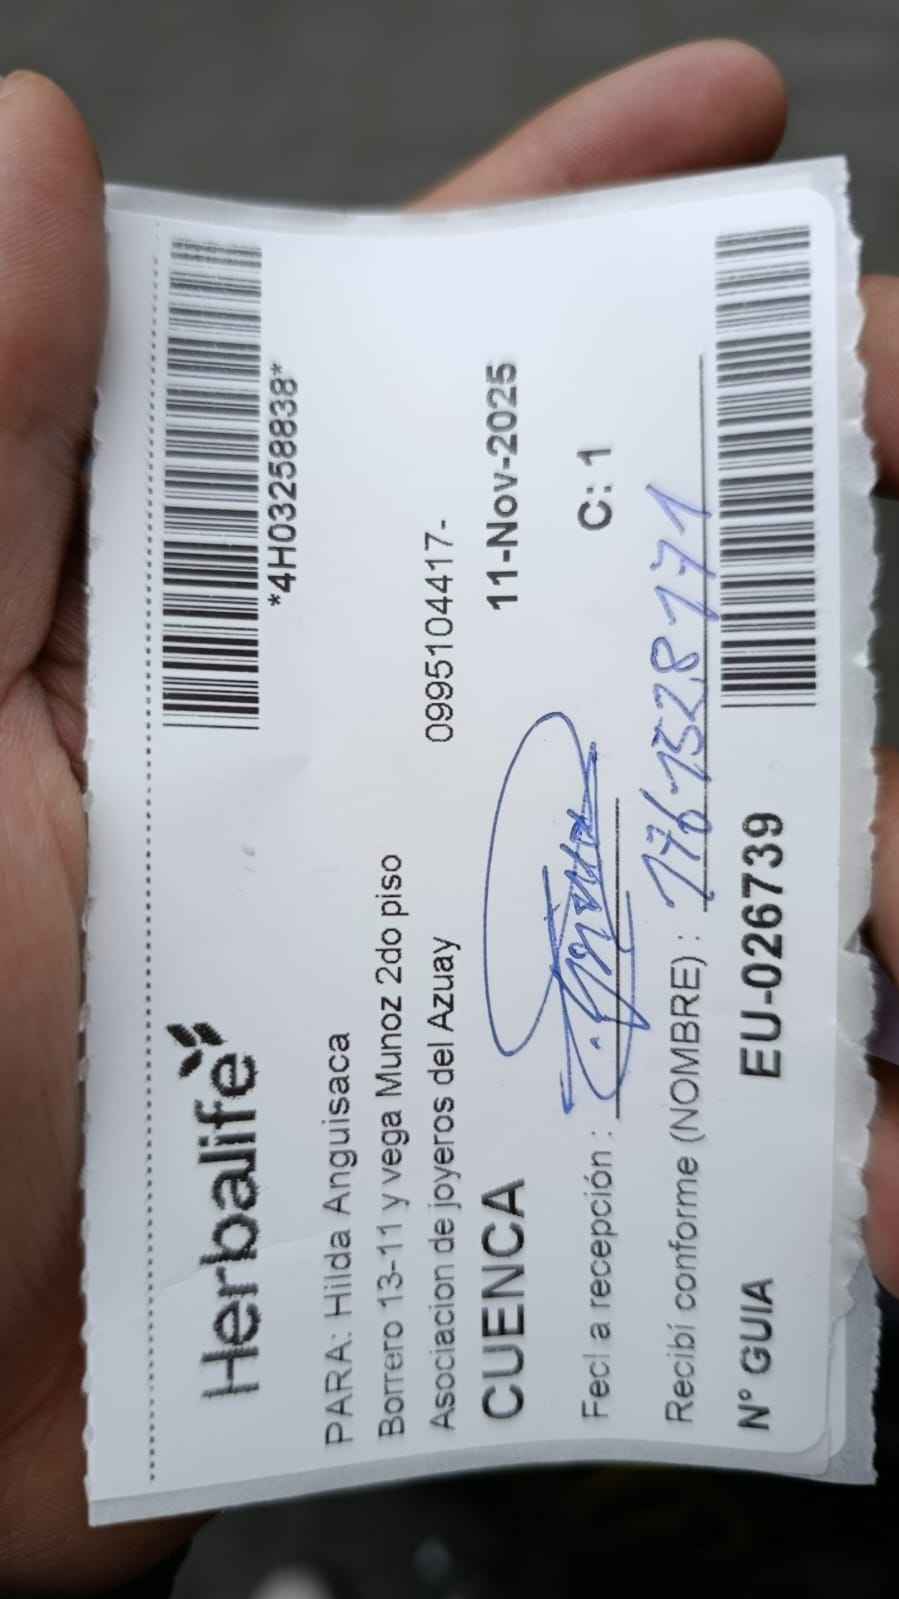 *4H03258838*
Herbalife
PARA: Hilda Anguisaca
Borrero 13-11 y vega Munoz 2do piso
Asociacion de joyeros del Azuay 0995104417-
CUENCA 11-Nov-2025
Fecha recepción : C: 1
Recibí conforme (NOMBRE) :
N° GUIA EU-026739